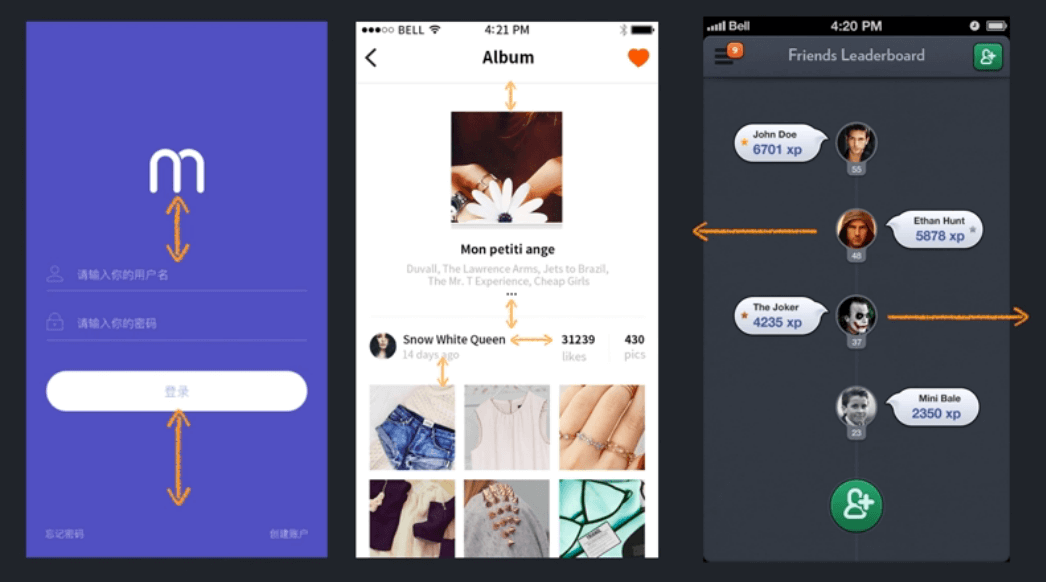 m
请输入你的用户名
请输入你的密码
登录
忘记密码 创建账户
BELL 4:21 PM
Album
Mon petiti ange
Duvall, The Lawrence Arms, Jets to Brazil,
The Mr. T Experience, Cheap Girls
...
Snow White Queen 31239 430
14 days ago likes pics
Bell 4:20 PM
9 Friends Leaderboard
John Doe
6701 xp
55
Ethan Hunt
5878 xp
48
The Joker
4235 xp
37
Mini Bale
2350 xp
23